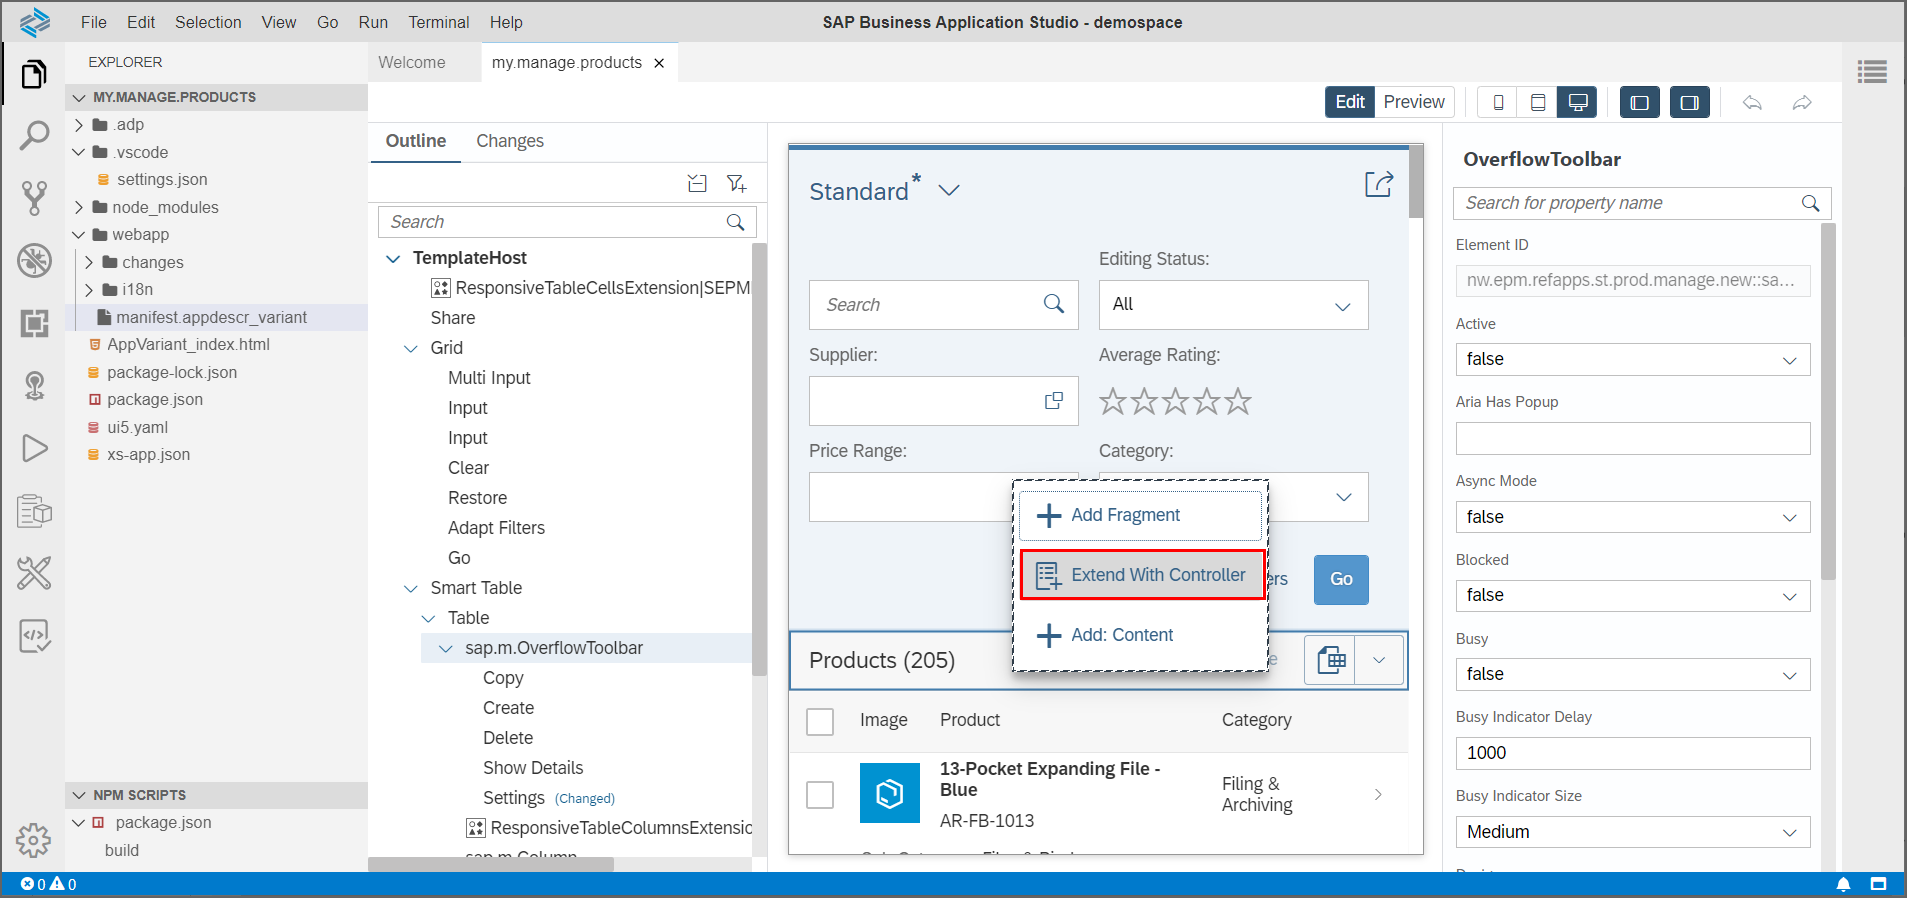 File Edit Selection View Go Run Terminal Help
SAP Business Application Studio - demospace
EXPLORER
MY.MANAGE.PRODUCTS
.adp
.vscode
settings.json
node_modules
webapp
changes
i18n
manifest.appdescr_variant
AppVariant_index.html
package-lock.json
package.json
ui5.yaml
xs-app.json
NPM SCRIPTS
package.json
build
0 0
Welcome
my.manage.products
Edit Preview
Outline Changes
Search
TemplateHost
ResponsiveTableCellsExtension|SEPM
Share
Grid
Multi Input
Input
Input
Clear
Restore
Adapt Filters
Go
Smart Table
Table
sap.m.OverflowToolbar
Copy
Create
Delete
Show Details
Settings (Changed)
ResponsiveTableColumnsExtensio
sap.m.Column
Standard*
Editing Status:
Search
All
Supplier:
Average Rating:
Price Range:
Category:
Add Fragment
Extend With Controller
Add: Content
ers
Go
Products (205)
e
Image Product Category
13-Pocket Expanding File -
Blue
AR-FB-1013
Filing &
Archiving
OverflowToolbar
Search for property name
Element ID
nw.epm.refapps.st.prod.manage.new::sa...
Active
false
Aria Has Popup
Async Mode
false
Blocked
false
Busy
false
Busy Indicator Delay
1000
Busy Indicator Size
Medium